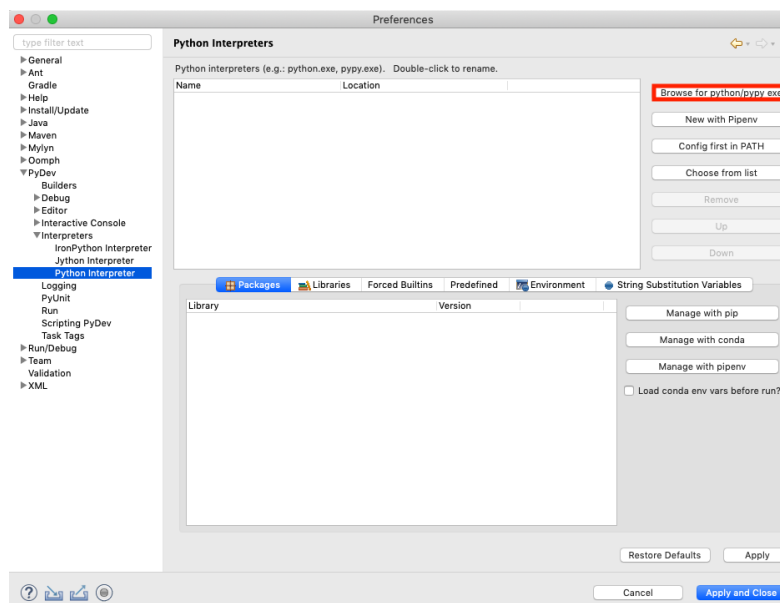 Preferences
type filter text
General
Ant
Gradle
Help
Install/Update
Java
Maven
Mylyn
Oomph
PyDev
Builders
Debug
Editor
Interactive Console
Interpreters
IronPython Interpreter
Jython Interpreter
Python Interpreter
Logging
PyUnit
Run
Scripting PyDev
Task Tags
Run/Debug
Team
Validation
XML
Python Interpreters
Python interpreters (e.g.: python.exe, pypy.exe). Double-click to rename.
Name Location
Browse for python/pypy exe
New with Pipenv
Config first in PATH
Choose from list
Remove
Up
Down
Packages Libraries Forced Builtins Predefined Environment String Substitution Variables
Library Version
Manage with pip
Manage with conda
Manage with pipenv
Load conda env vars before run?
Restore Defaults Apply
? Cancel Apply and Close